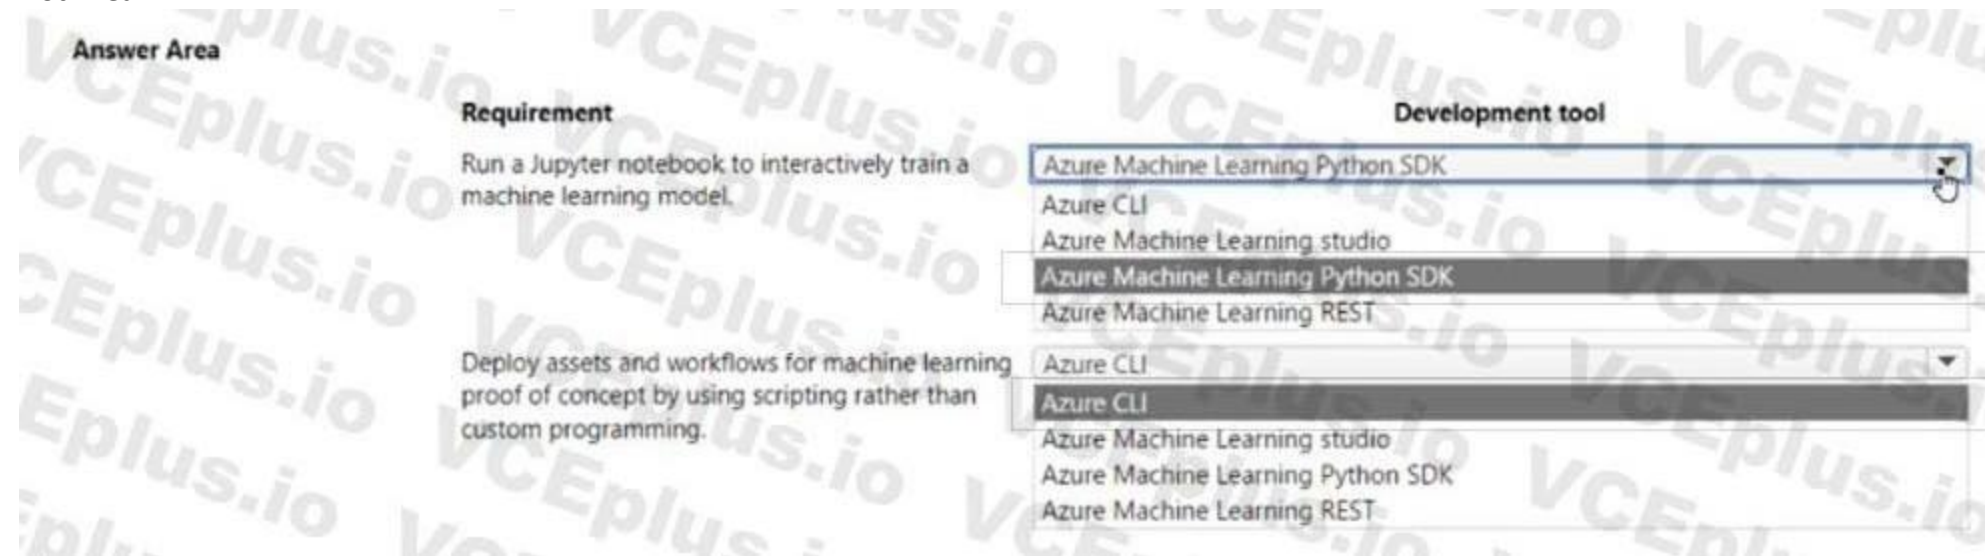 Answer Area
Requirement
Development tool
Run a Jupyter notebook to interactively train a
machine learning model.
Azure Machine Learning Python SDK
Azure CLI
Azure Machine Learning studio
Azure Machine Learning Python SDK
Azure Machine Learning REST
Deploy assets and workflows for machine learning
proof of concept by using scripting rather than
custom programming.
Azure CLI
Azure CLI
Azure Machine Learning studio
Azure Machine Learning Python SDK
Azure Machine Learning REST
VCEplus.io